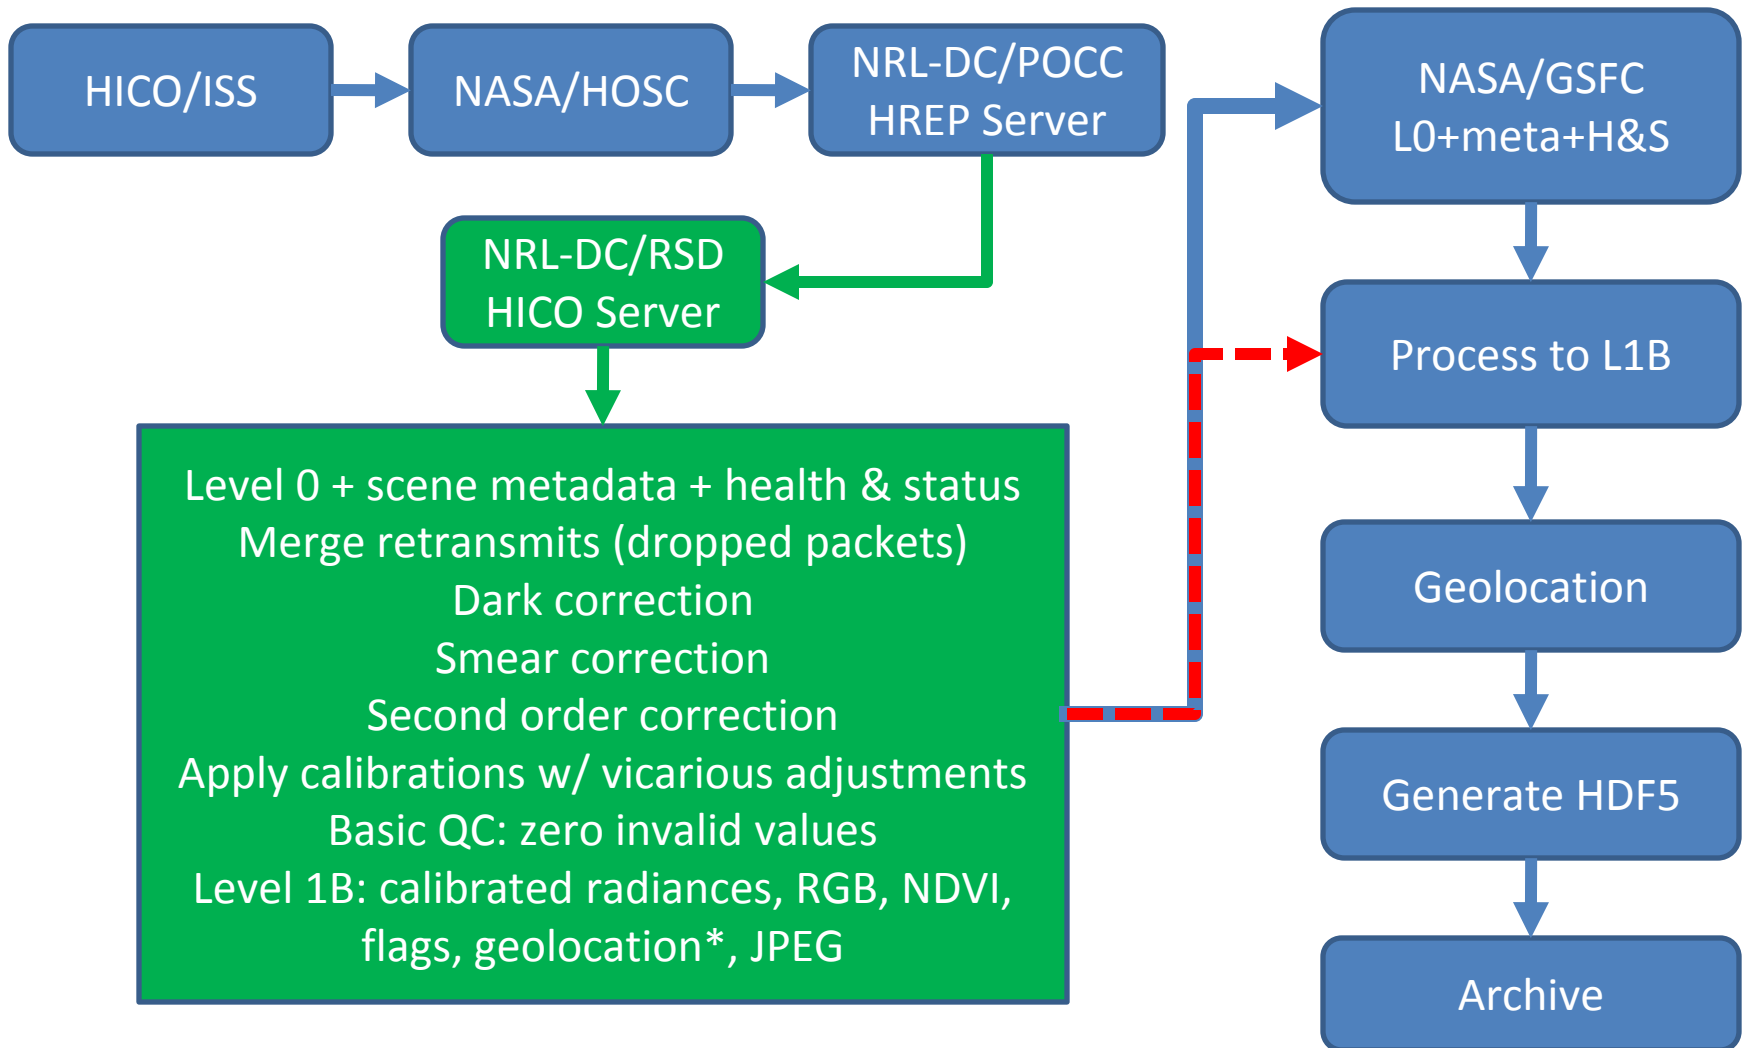 HICO/ISS
NASA/HOSC
NRL-DC/POCC
HREP Server
NASA/GSFC
L0+meta+H&S
NRL-DC/RSD
HICO Server
Process to L1B
Level 0 + scene metadata + health & status
Merge retransmits (dropped packets)
Dark correction
Smear correction
Second order correction
Apply calibrations w/ vicarious adjustments
Basic QC: zero invalid values
Level 1B: calibrated radiances, RGB, NDVI,
flags, geolocation*, JPEG
Geolocation
Generate HDF5
Archive